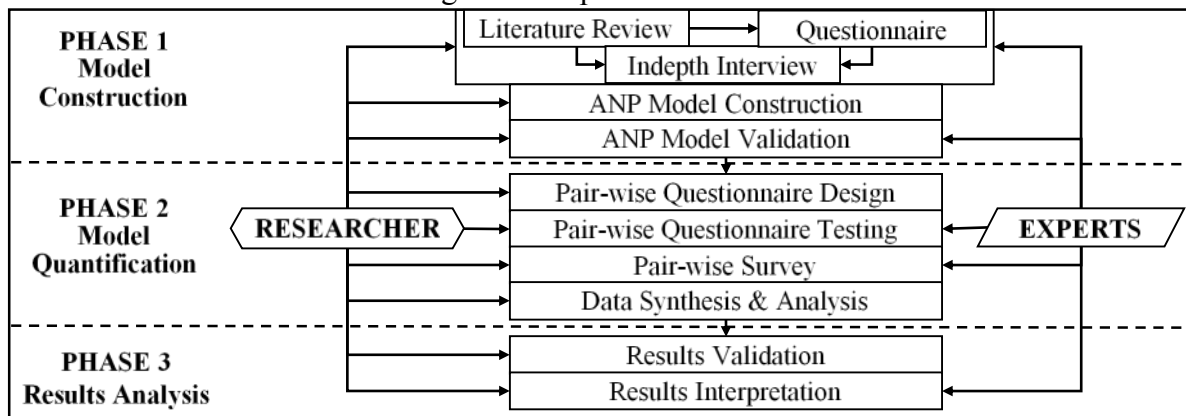 PHASE 1
Model
Construction
Literature Review
Questionnaire
Indepth Interview
ANP Model Construction
ANP Model Validation
PHASE 2
Model
Quantification
RESEARCHER
Pair-wise Questionnaire Design
Pair-wise Questionnaire Testing
Pair-wise Survey
Data Synthesis & Analysis
EXPERTS
PHASE 3
Results Analysis
Results Validation
Results Interpretation